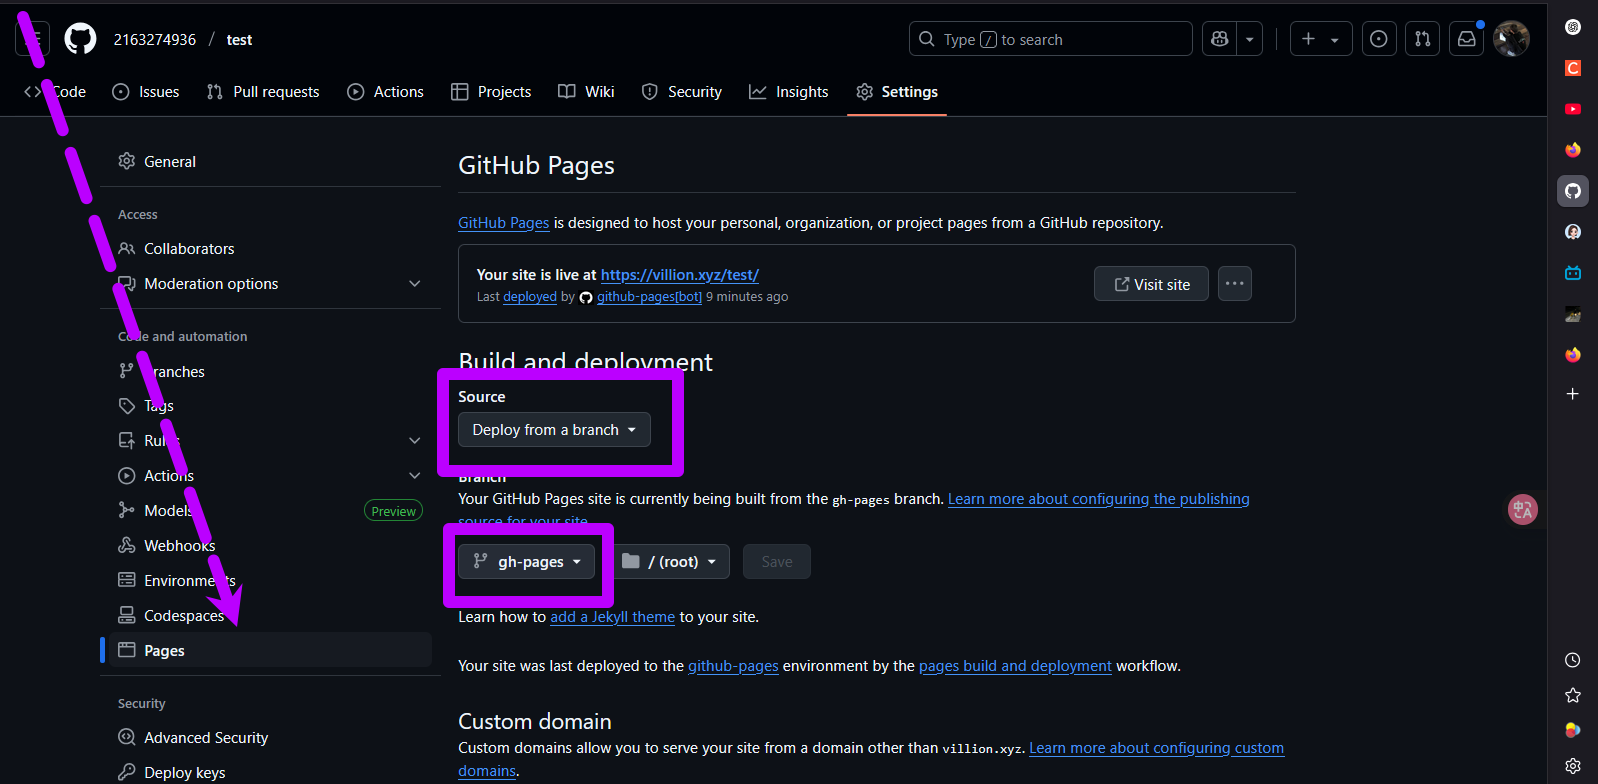 2163274936 / test
Type / to search
Code
Issues
Pull requests
Actions
Projects
Wiki
Security
Insights
Settings
General
Access
Collaborators
Moderation options
Code and automation
Branches
Tags
Rules
Actions
Models
Preview
Webhooks
Environments
Codespaces
Pages
Security
Advanced Security
Deploy keys
GitHub Pages
GitHub Pages is designed to host your personal, organization, or project pages from a GitHub repository.
Your site is live at https://villion.xyz/test/
Last deployed by github-pages[bot] 9 minutes ago
Visit site
Build and deployment
Source
Deploy from a branch
Branch
Your GitHub Pages site is currently being built from the gh-pages branch. Learn more about configuring the publishing
source for your site.
gh-pages
/ (root)
Save
Learn how to add a Jekyll theme to your site.
Your site was last deployed to the github-pages environment by the pages build and deployment workflow.
Custom domain
Custom domains allow you to serve your site from a domain other than villion.xyz. Learn more about configuring custom
domains.
中A